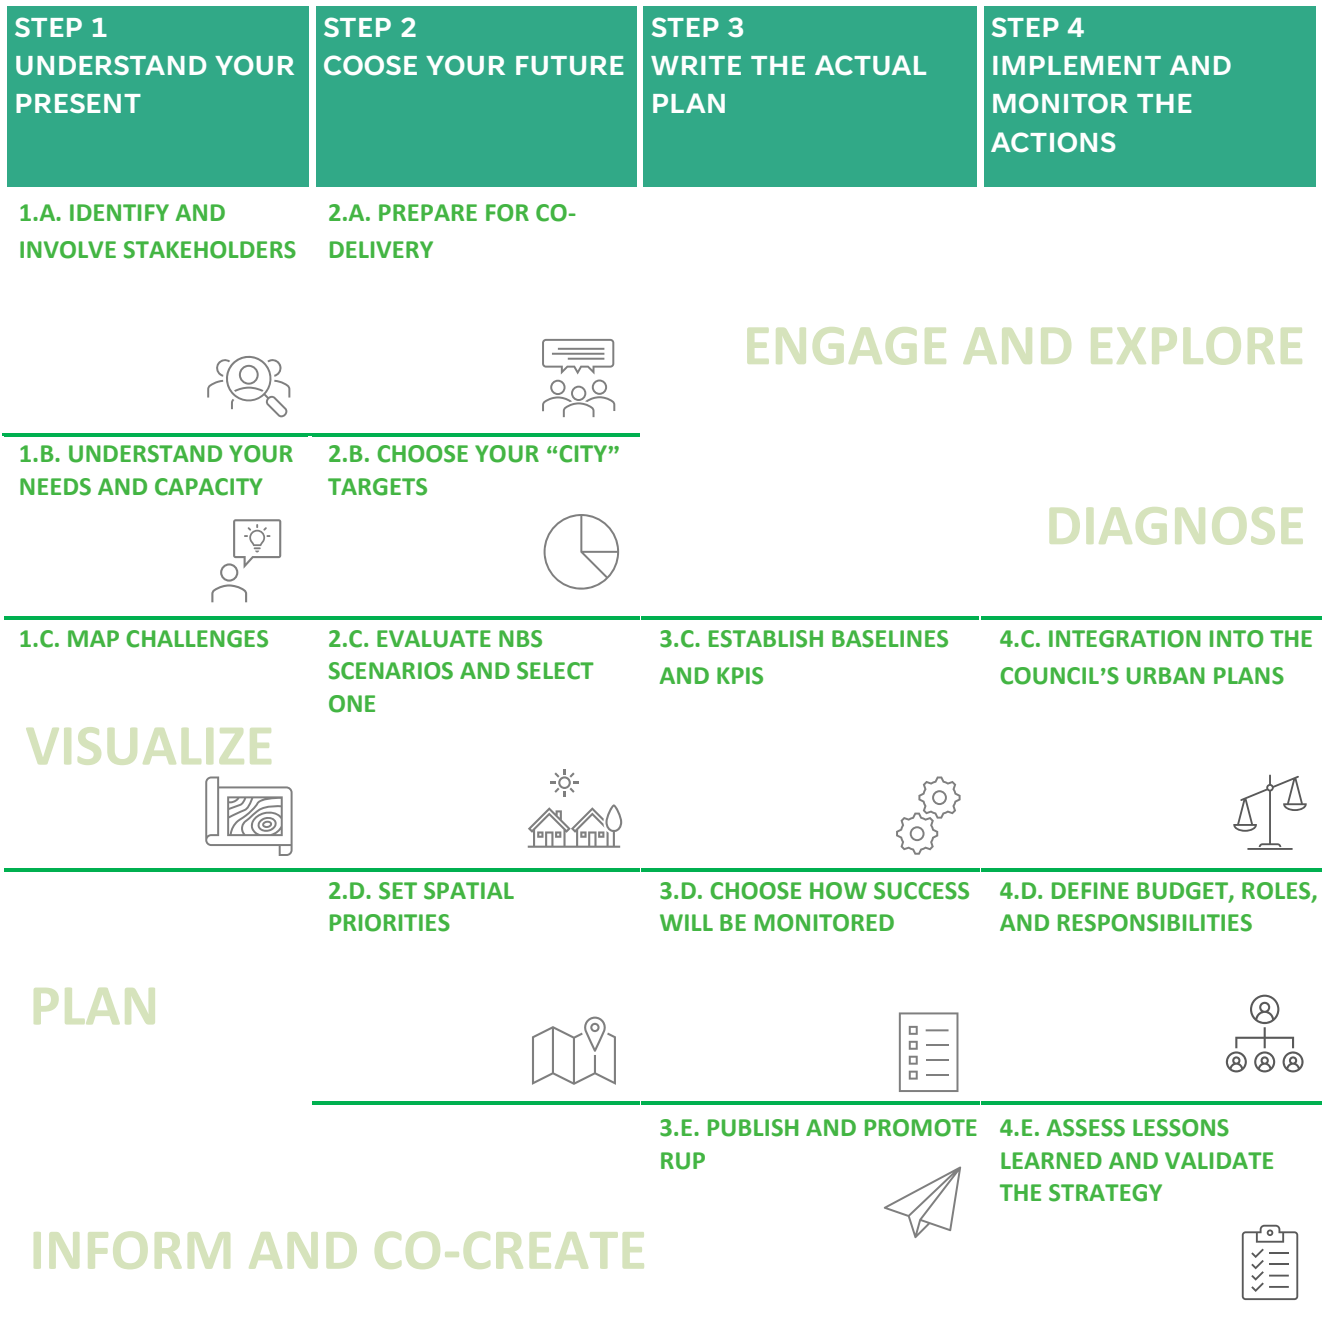 STEP 1
UNDERSTAND YOUR
PRESENT
STEP 2
COOSE YOUR FUTURE
STEP 3
WRITE THE ACTUAL
PLAN
STEP 4
IMPLEMENT AND
MONITOR THE
ACTIONS
1.A. IDENTIFY AND
INVOLVE STAKEHOLDERS
2.A. PREPARE FOR CO-
DELIVERY
ENGAGE AND EXPLORE
1.B. UNDERSTAND YOUR
NEEDS AND CAPACITY
2.B. CHOOSE YOUR “CITY”
TARGETS
DIAGNOSE
1.C. MAP CHALLENGES
2.C. EVALUATE NBS
SCENARIOS AND SELECT
ONE
3.C. ESTABLISH BASELINES
AND KPIS
4.C. INTEGRATION INTO THE
COUNCIL’S URBAN PLANS
VISUALIZE
2.D. SET SPATIAL
PRIORITIES
3.D. CHOOSE HOW SUCCESS
WILL BE MONITORED
4.D. DEFINE BUDGET, ROLES,
AND RESPONSIBILITIES
PLAN
3.E. PUBLISH AND PROMOTE
RUP
4.E. ASSESS LESSONS
LEARNED AND VALIDATE
THE STRATEGY
INFORM AND CO-CREATE